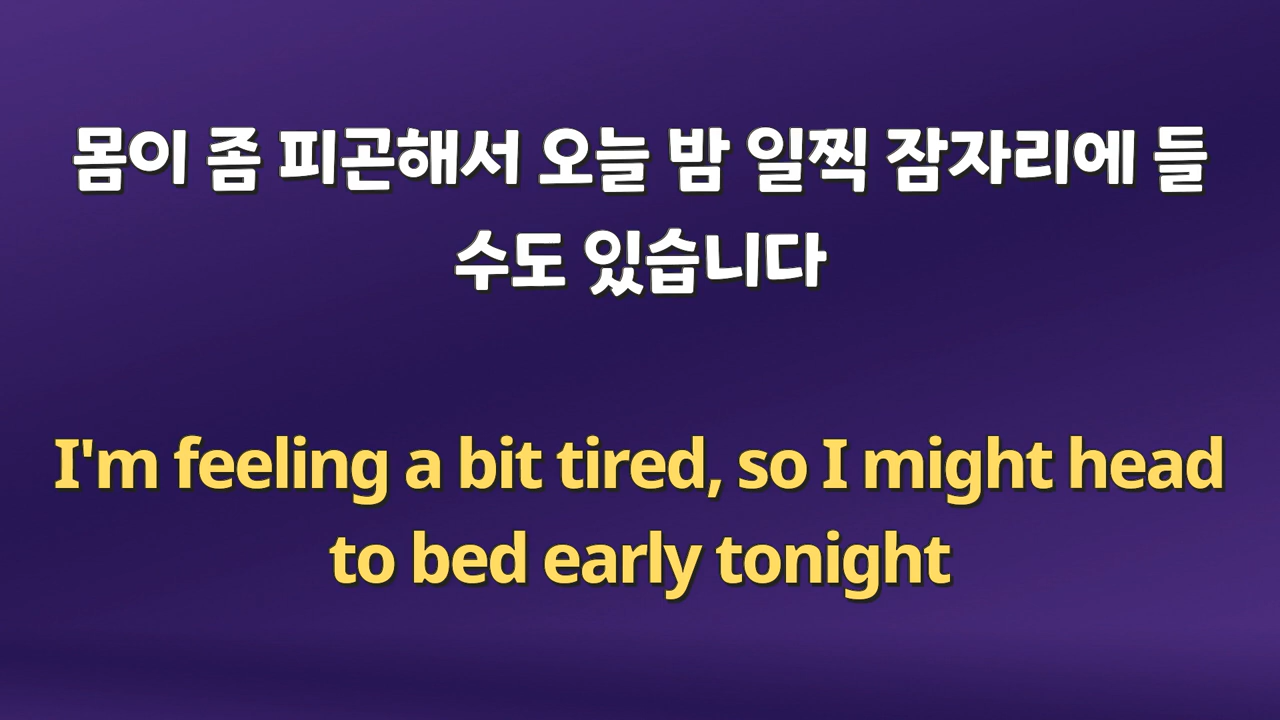 몸이 좀 피곤해서 오늘 밤 일찍 잠자리에 들
수도 있습니다
I'm feeling a bit tired, so I might head
to bed early tonight